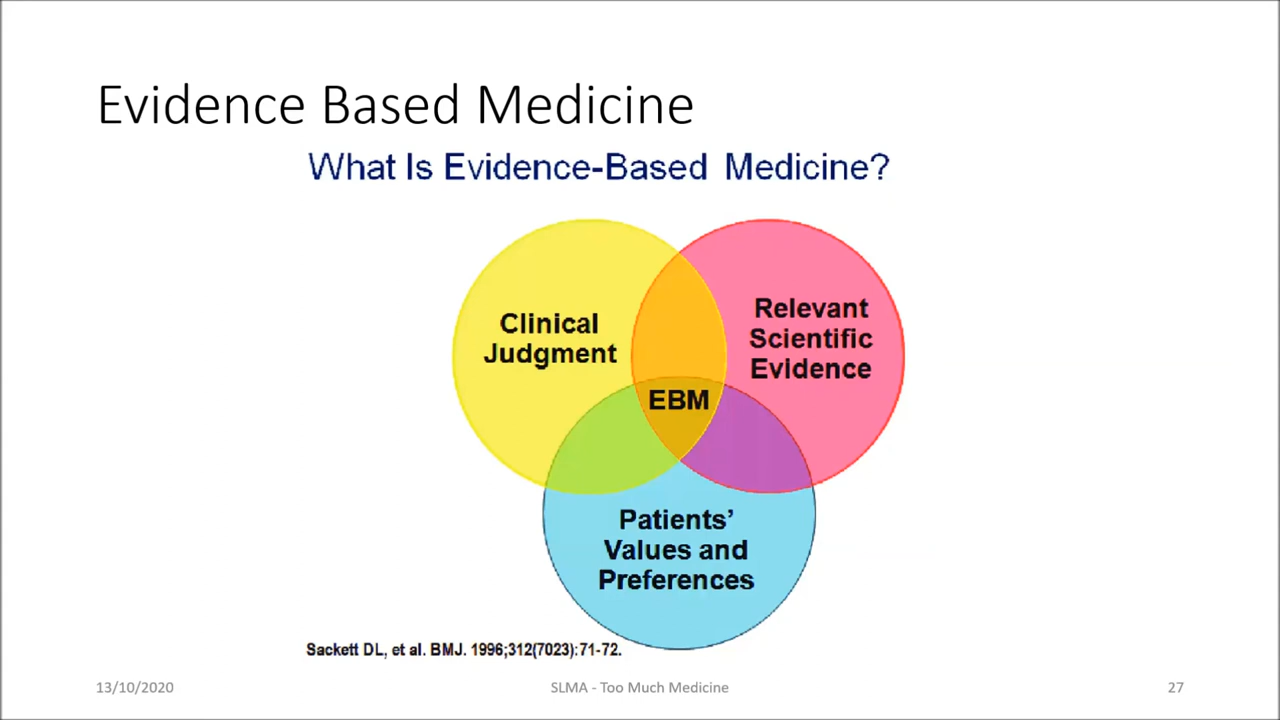 Evidence Based Medicine
What Is Evidence-Based Medicine?
Clinical
Judgment
Relevant
Scientific
Evidence
EBM
Patients’
Values and
Preferences
Sackett DL, et al. BMJ. 1996;312(7023):71-72.
13/10/2020
SLMA - Too Much Medicine
27